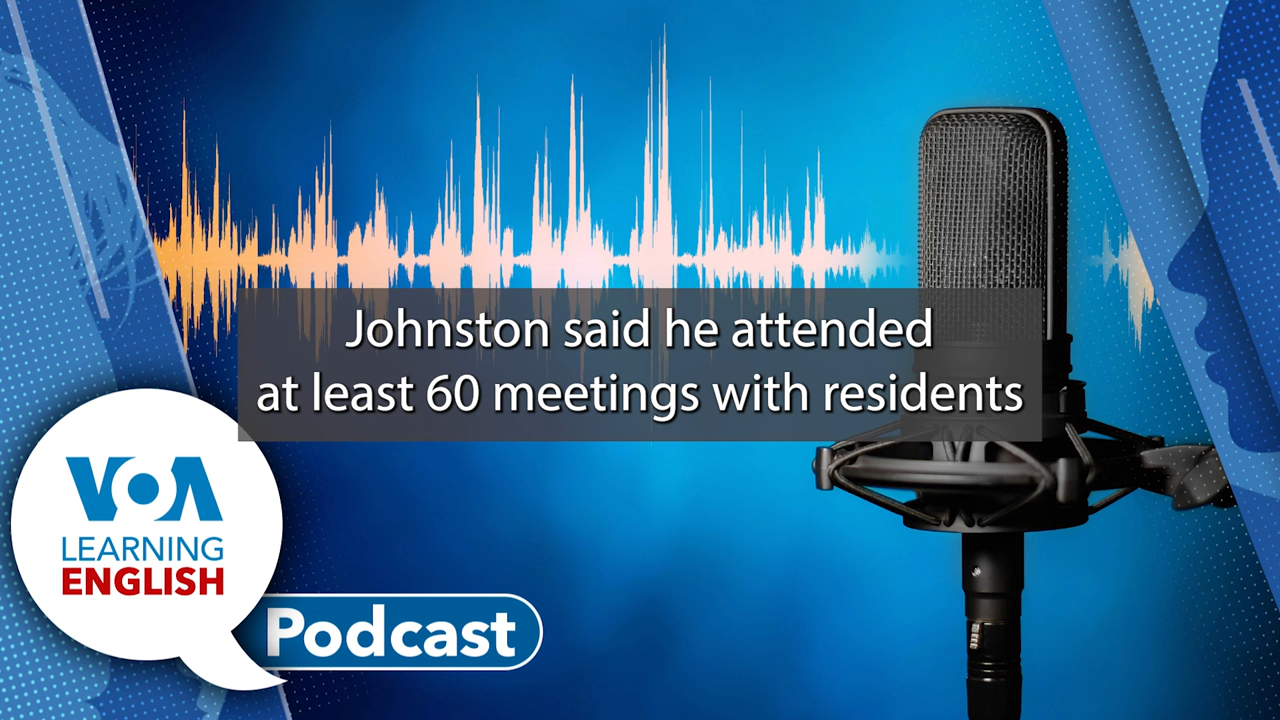 Johnston said he attended
at least 60 meetings with residents
VOA
LEARNING
ENGLISH
Podcast